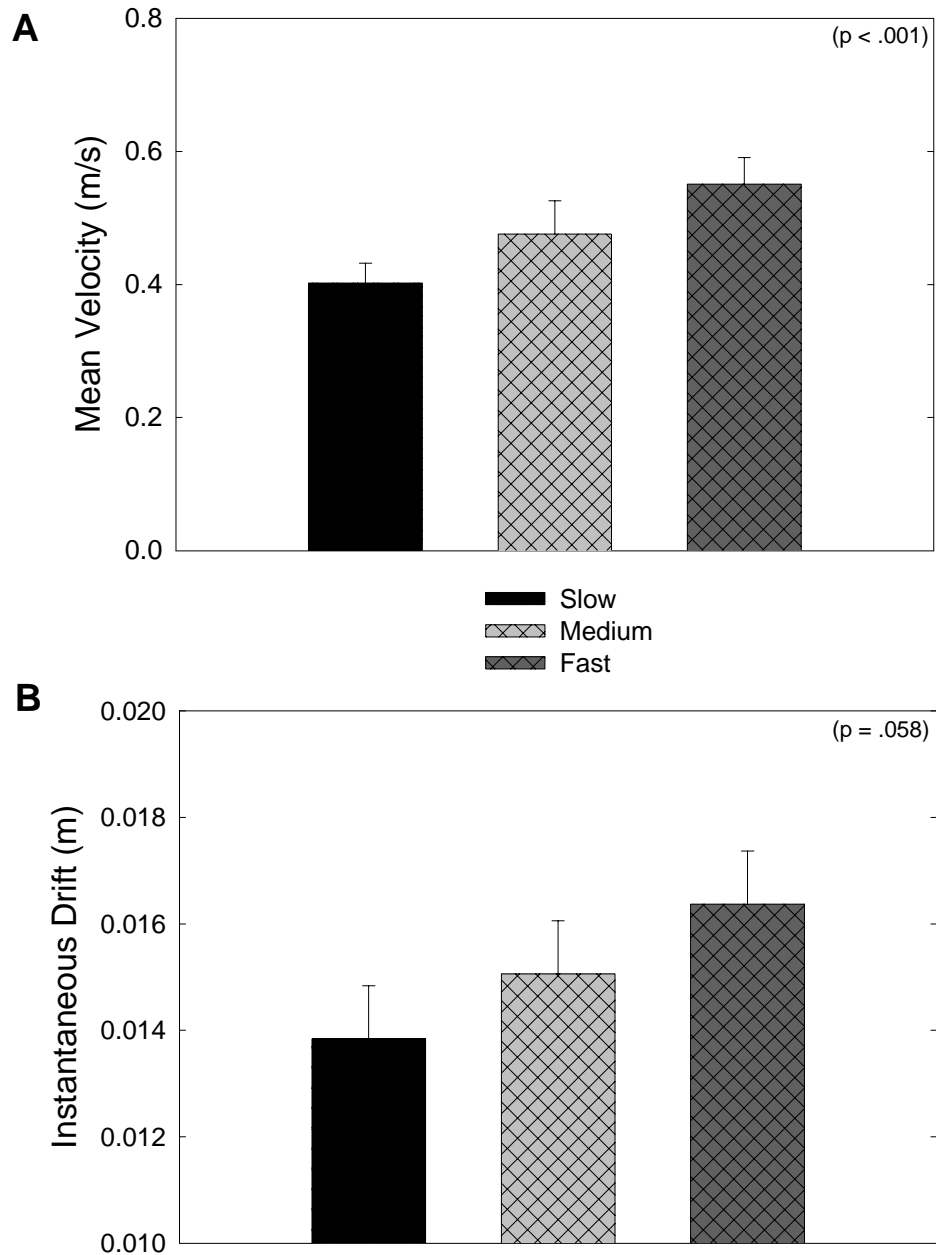 A
(p < .001)
Mean Velocity (m/s)
0.8
0.6
0.4
0.2
0.0
Slow
Medium
Fast
B
(p = .058)
Instantaneous Drift (m)
0.020
0.018
0.016
0.014
0.012
0.010